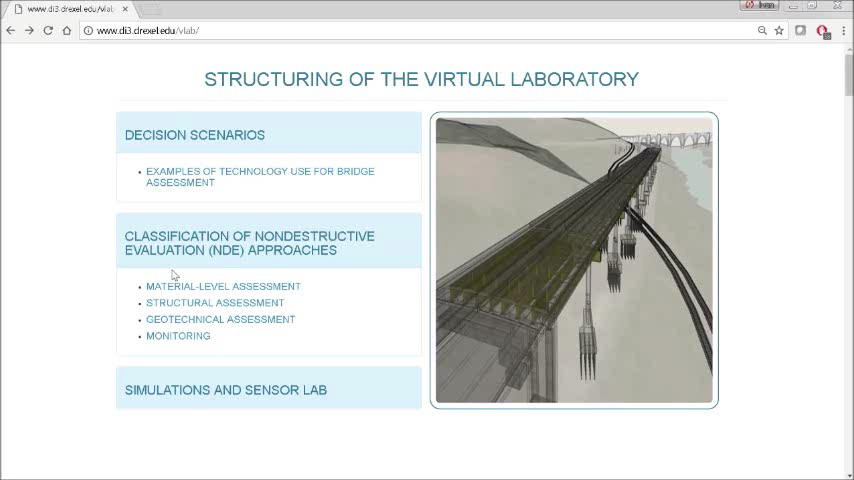 www.di3.drexel.edu/vlab
Ivan
www.di3.drexel.edu/vlab/
STRUCTURING OF THE VIRTUAL LABORATORY
DECISION SCENARIOS
EXAMPLES OF TECHNOLOGY USE FOR BRIDGE
ASSESSMENT
CLASSIFICATION OF NONDESTRUCTIVE
EVALUATION (NDE) APPROACHES
MATERIAL-LEVEL ASSESSMENT
STRUCTURAL ASSESSMENT
GEOTECHNICAL ASSESSMENT
MONITORING
SIMULATIONS AND SENSOR LAB